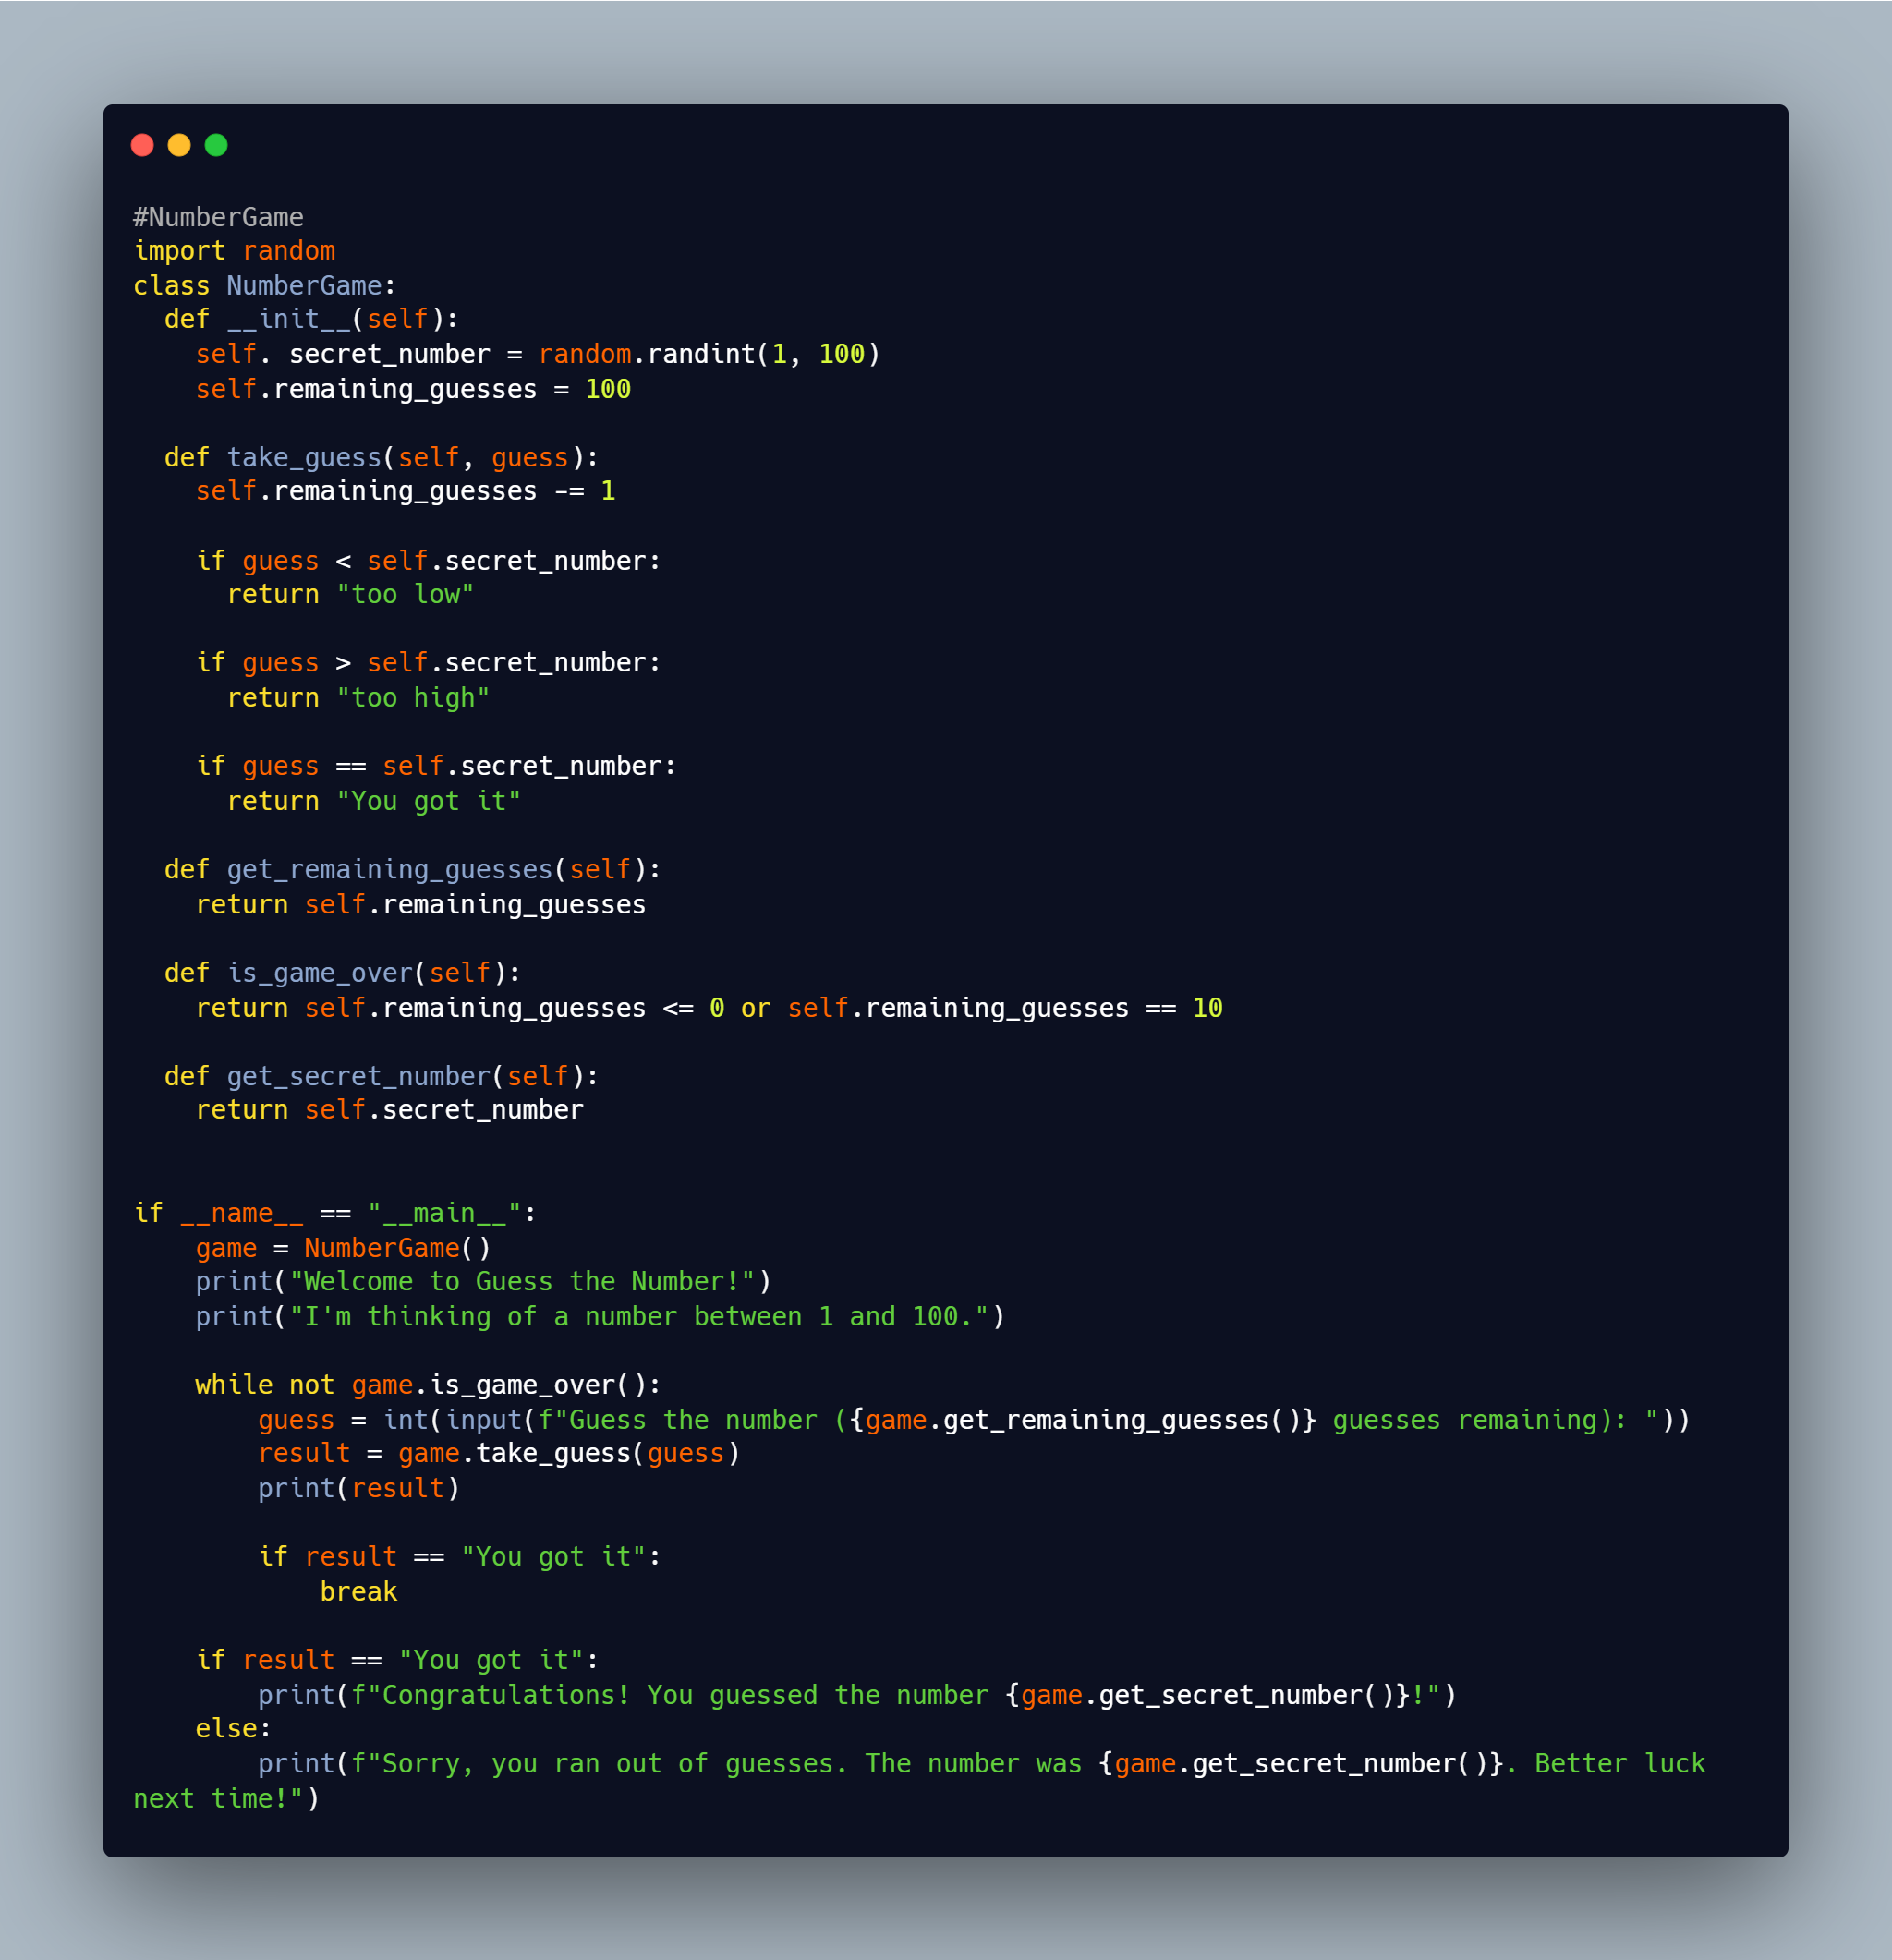 #NumberGame
import random
class NumberGame:
  def __init__(self):
    self. secret_number = random.randint(1, 100)
    self.remaining_guesses = 100

  def take_guess(self, guess):
    self.remaining_guesses -= 1

    if guess < self.secret_number:
      return "too low"

    if guess > self.secret_number:
      return "too high"

    if guess == self.secret_number:
      return "You got it"

  def get_remaining_guesses(self):
    return self.remaining_guesses

  def is_game_over(self):
    return self.remaining_guesses <= 0 or self.remaining_guesses == 10

  def get_secret_number(self):
    return self.secret_number


if __name__ == "__main__":
    game = NumberGame()
    print("Welcome to Guess the Number!")
    print("I'm thinking of a number between 1 and 100.")

    while not game.is_game_over():
        guess = int(input(f"Guess the number ({game.get_remaining_guesses()} guesses remaining): "))
        result = game.take_guess(guess)
        print(result)

        if result == "You got it":
            break

    if result == "You got it":
        print(f"Congratulations! You guessed the number {game.get_secret_number()}!")
    else:
        print(f"Sorry, you ran out of guesses. The number was {game.get_secret_number()}. Better luck
next time!")